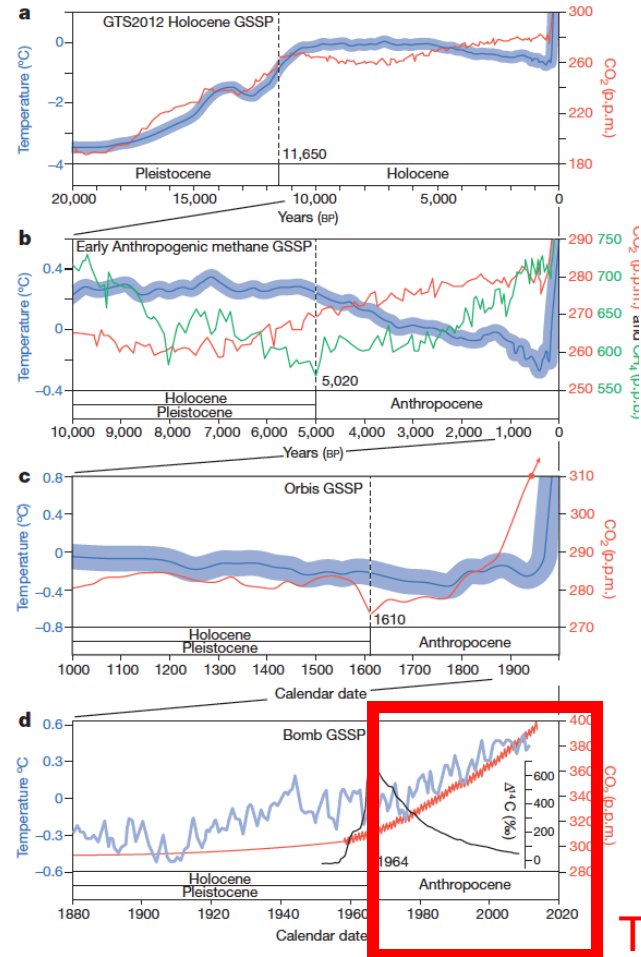 a GTS2012 Holocene GSSP
Temperature (ºC)
0
–2
–4
CO2 (p.p.m.)
300
260
220
180
11,650
Pleistocene Holocene
20,000 15,000 10,000 5,000 0
Years (BP)
b Early Anthropogenic methane GSSP
Temperature (ºC)
0.4
0
–0.4
CO2 (p.p.m.) and CH4 (p.p.b.)
290 750
280 700
270 650
260 600
250 550
5,020
Holocene
Pleistocene
Anthropocene
10,000 9,000 8,000 7,000 6,000 5,000 4,000 3,000 2,000 1,000 0
Years (BP)
c Orbis GSSP
Temperature (ºC)
0.8
0.4
0
–0.4
–0.8
CO2 (p.p.m.)
310
300
290
280
270
1610
Holocene
Pleistocene
Anthropocene
1000 1100 1200 1300 1400 1500 1600 1700 1800 1900
Calendar date
d Bomb GSSP
Temperature ºC
0.6
0.3
0
–0.3
–0.6
CO2 (p.p.m.)
400
380
360
340
320
300
280
Δ14C (‰)
600
400
200
0
1964
Holocene
Pleistocene
Anthropocene
1880 1900 1920 1940 1960 1980 2000 2020
Calendar date
T